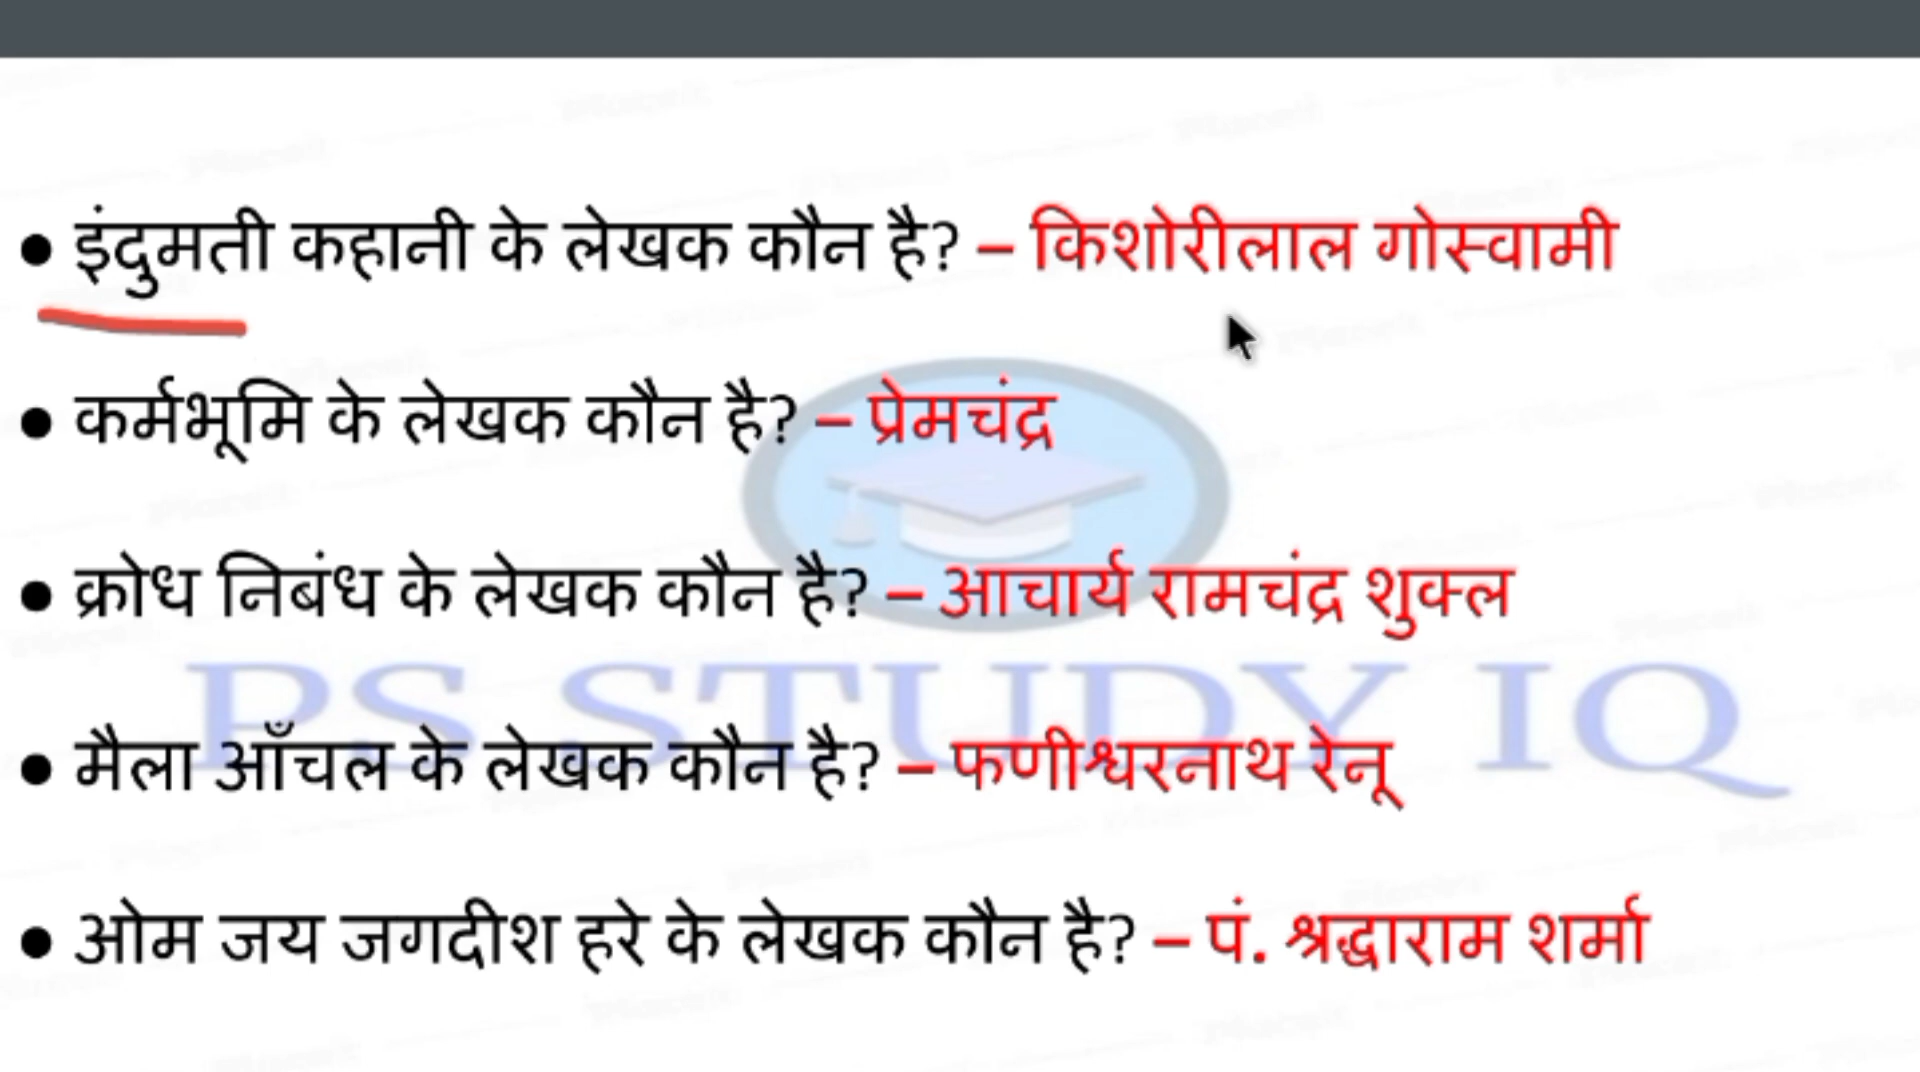 • इंदुमती कहानी के लेखक कौन है? – किशोरीलाल गोस्वामी
• कर्मभूमि के लेखक कौन है? – प्रेमचंद्र
• क्रोध निबंध के लेखक कौन है? – आचार्य रामचंद्र शुक्ल
PS STUDY IQ
• मैला आँचल के लेखक कौन है? – फणीश्वरनाथ रेनू
• ओम जय जगदीश हरे के लेखक कौन है? – पं. श्रद्धाराम शर्मा